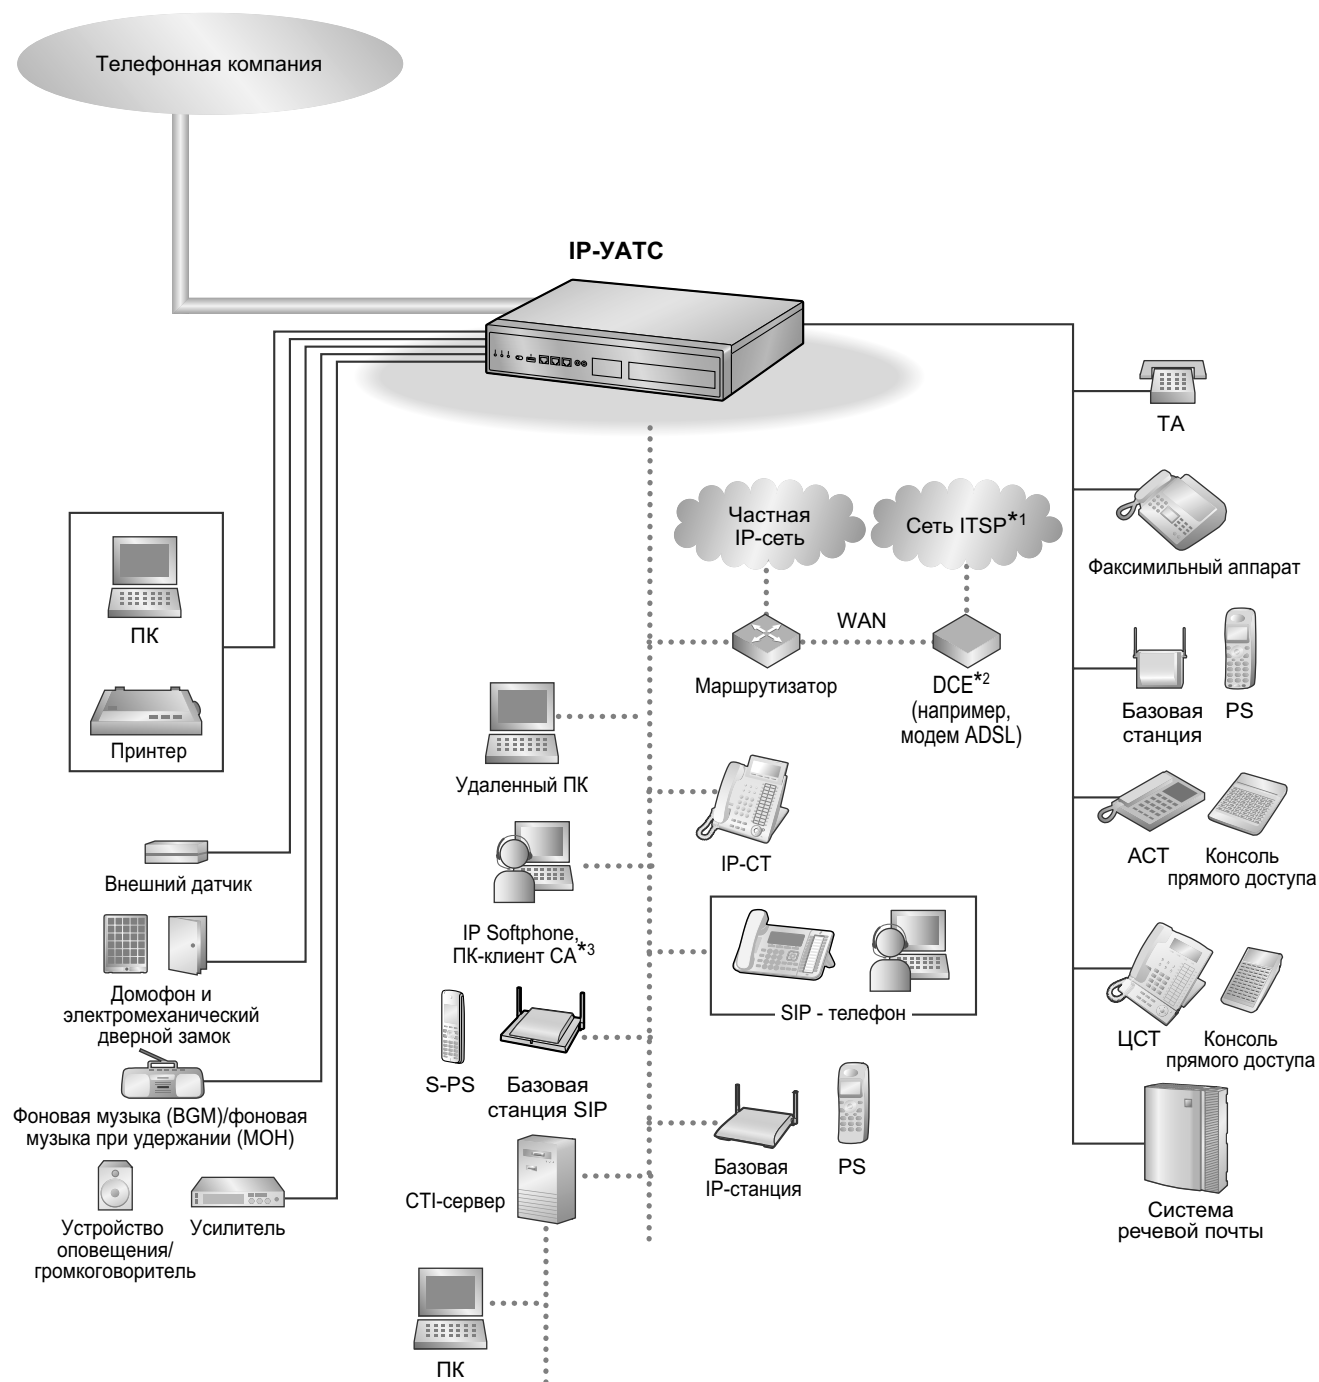 Телефонная компания
IP-УАТС
ТА
Факсимильный аппарат
Частная
IP-сеть
Сеть ITSP*1
WAN
Маршрутизатор
DCE*2
(например,
модем ADSL)
Базовая
станция
PS
ПК
Принтер
Удаленный ПК
IP-СТ
АСТ
Консоль
прямого доступа
Внешний датчик
IP Softphone,
ПК-клиент CA*3
SIP - телефон
Домофон и
электромеханический
дверной замок
ЦСТ
Консоль
прямого доступа
S-PS
Базовая
станция SIP
Фоновая музыка (BGM)/фоновая
музыка при удержании (MOH)
Базовая
IP-станция
PS
CTI-сервер
Устройство
оповещения/
громкоговоритель
Усилитель
Система
речевой почты
ПК